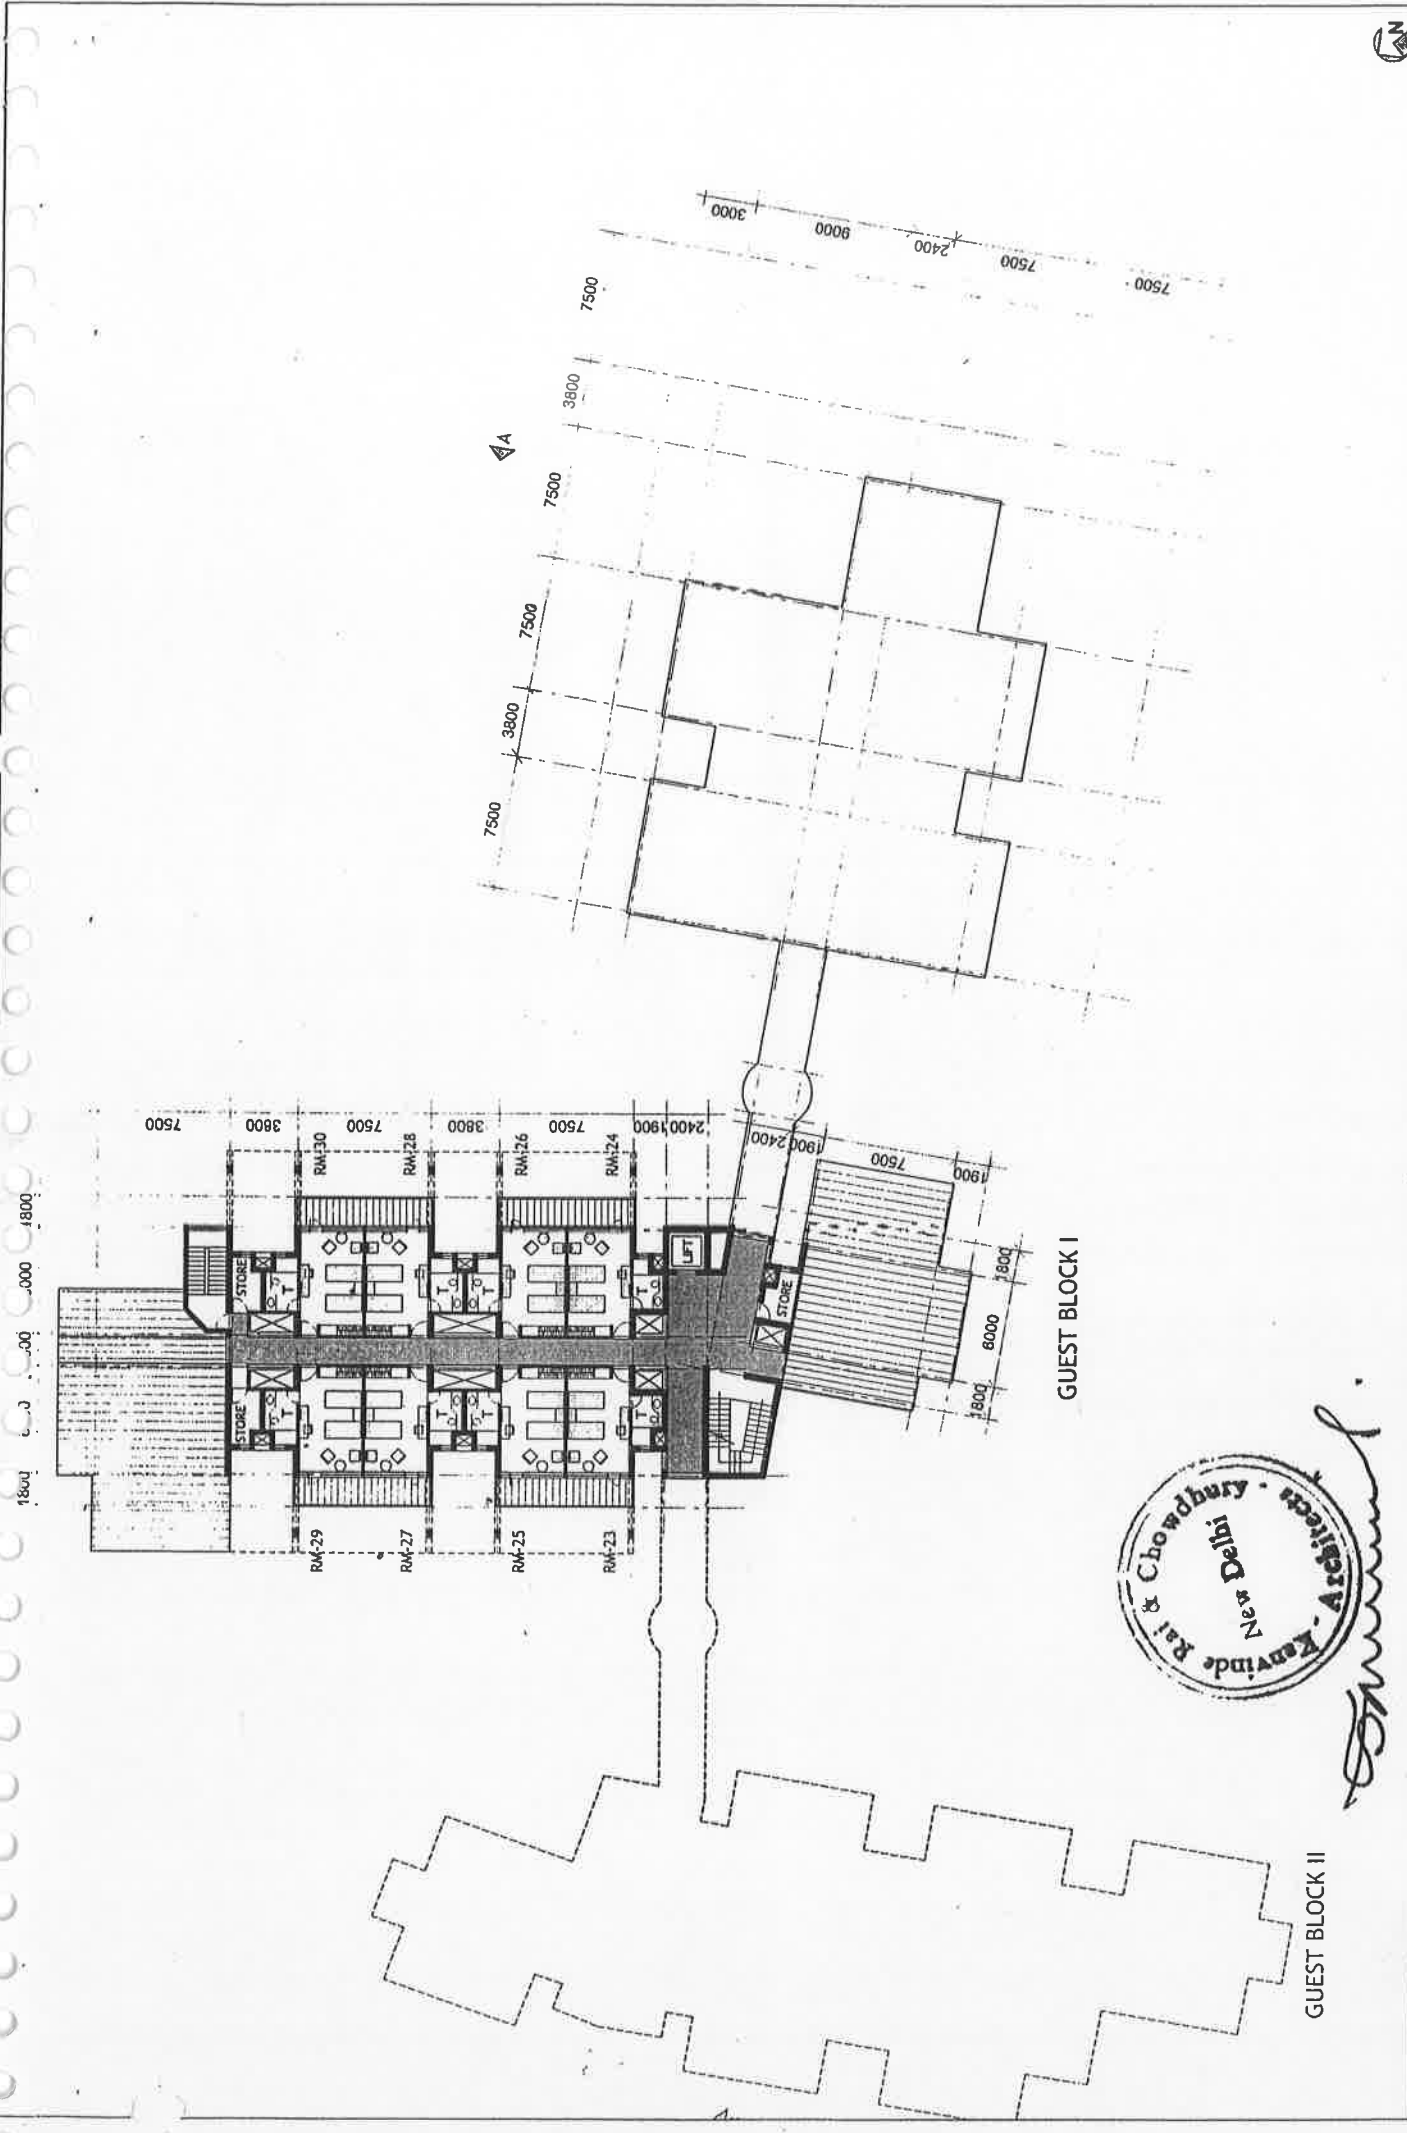 N
A
7500
3800
7500
7500
3800
7500
3000
9000
2400
7500
7500
7500
3800
7500
3800
7500
1900
2400
RM-30
RM-28
RM-26
RM-24
STORE
T
T
T
T
LIFT
STORE
STORE
T
T
T
T
RM-29
RM-27
RM-25
RM-23
1800
2400
1900
7500
1900
1800
6000
1800
GUEST BLOCK I
GUEST BLOCK II
Kanvinde Rai & Chowdhury - Architects -
New Delhi